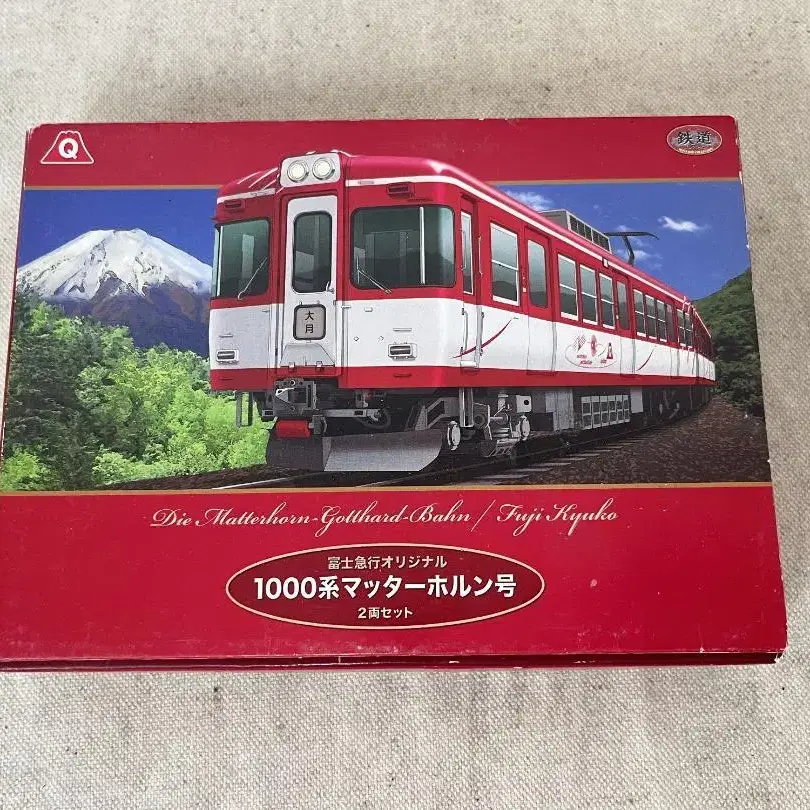 Q
鉄道
大月
Die Matterhorn-Gotthard-Bahn / Fuji Kyuko
富士急行オリジナル
1000系マッターホルン号
2両セット